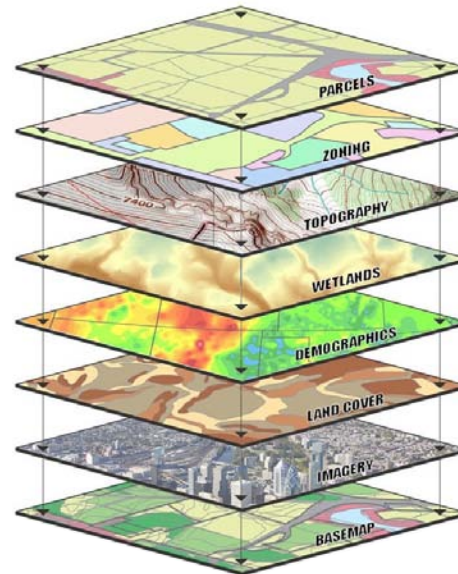 PARCELS
ZONING
7400
TOPOGRAPHY
WETLANDS
DEMOGRAPHICS
LAND COVER
IMAGERY
BASEMAP